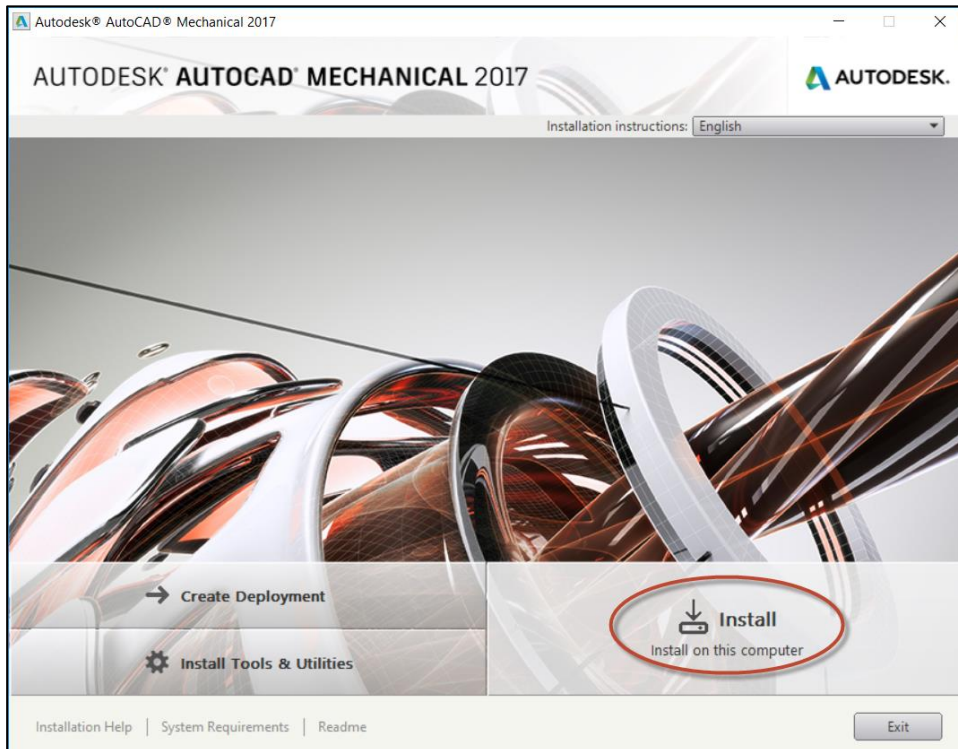 Autodesk® AutoCAD® Mechanical 2017
AUTODESK® AUTOCAD® MECHANICAL 2017
AUTODESK.
Installation instructions: English
Create Deployment
Install Tools & Utilities
Install
Install on this computer
Installation Help | System Requirements | Readme
Exit